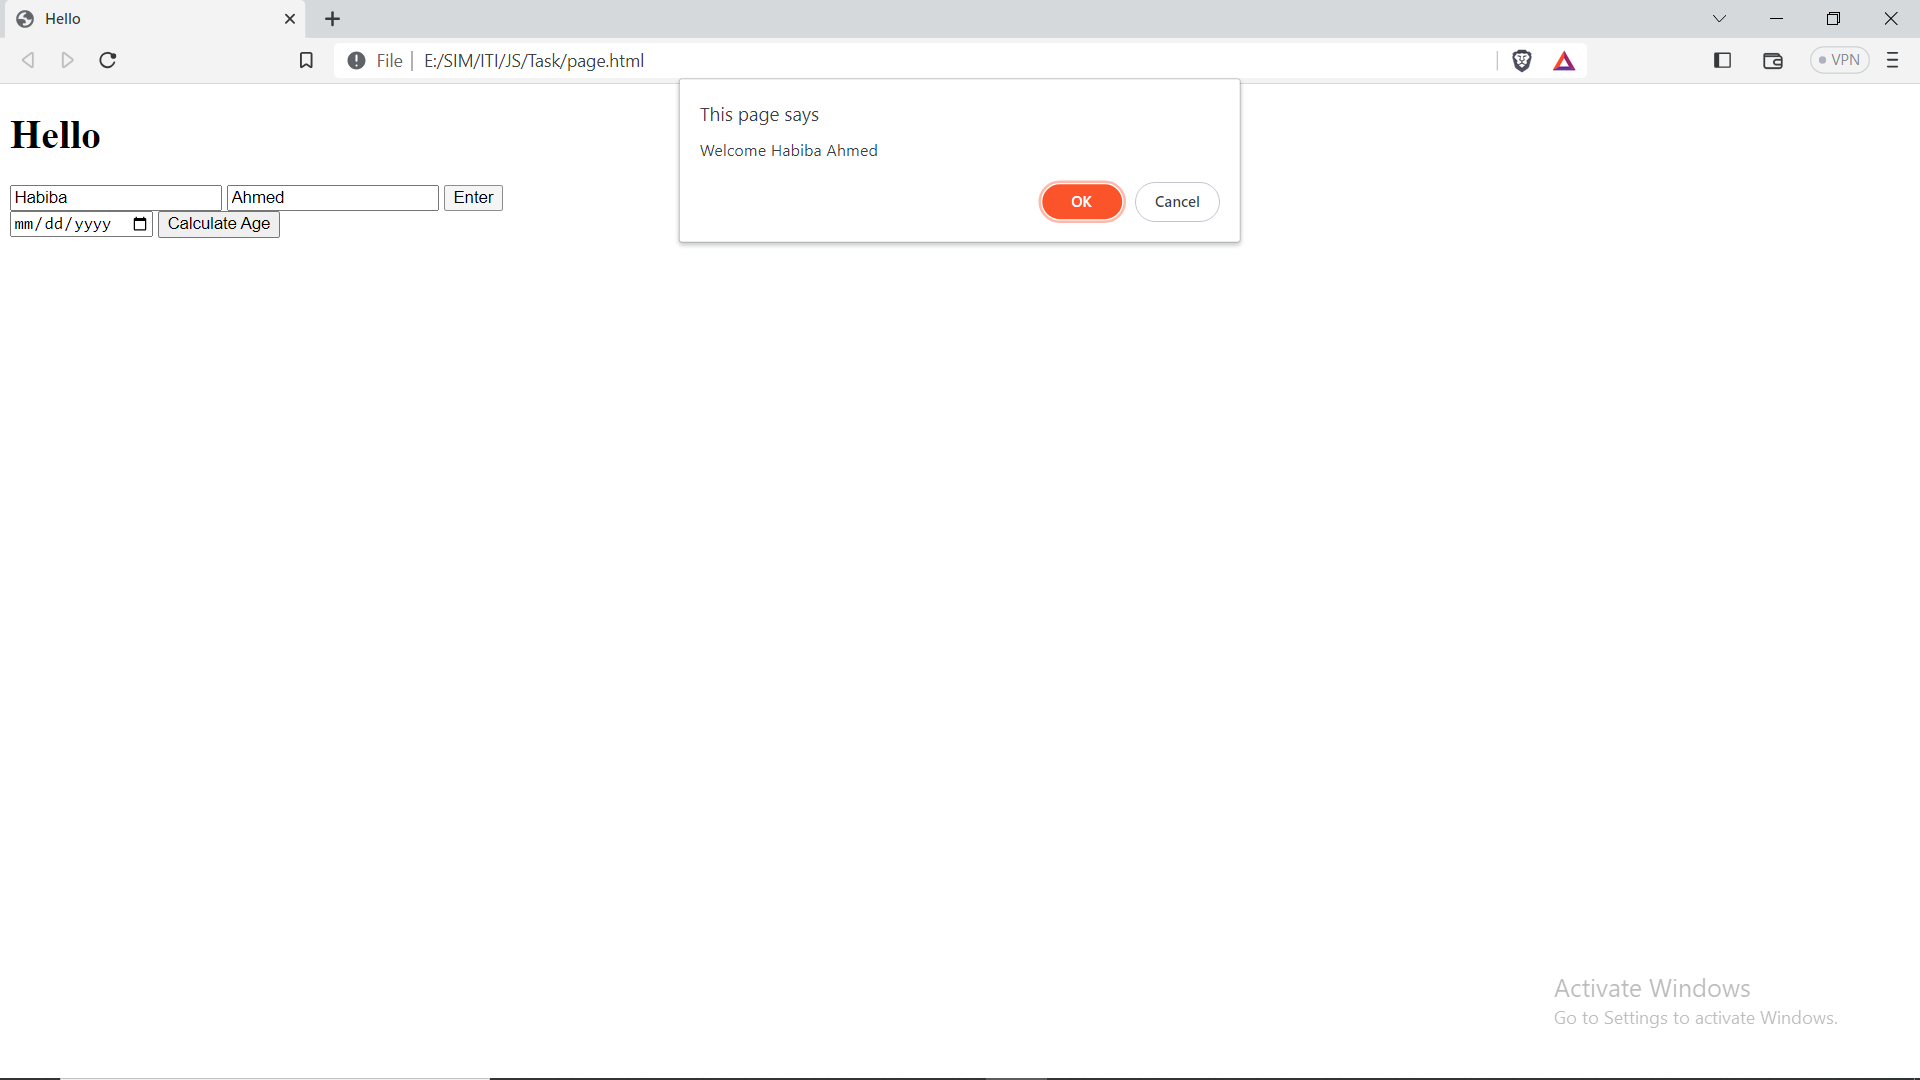 Hello
File E:/SIM/ITI/JS/Task/page.html VPN
This page says
Welcome Habiba Ahmed
OK Cancel
Hello
Habiba Ahmed Enter
mm/dd/yyyy Calculate Age
Activate Windows
Go to Settings to activate Windows.